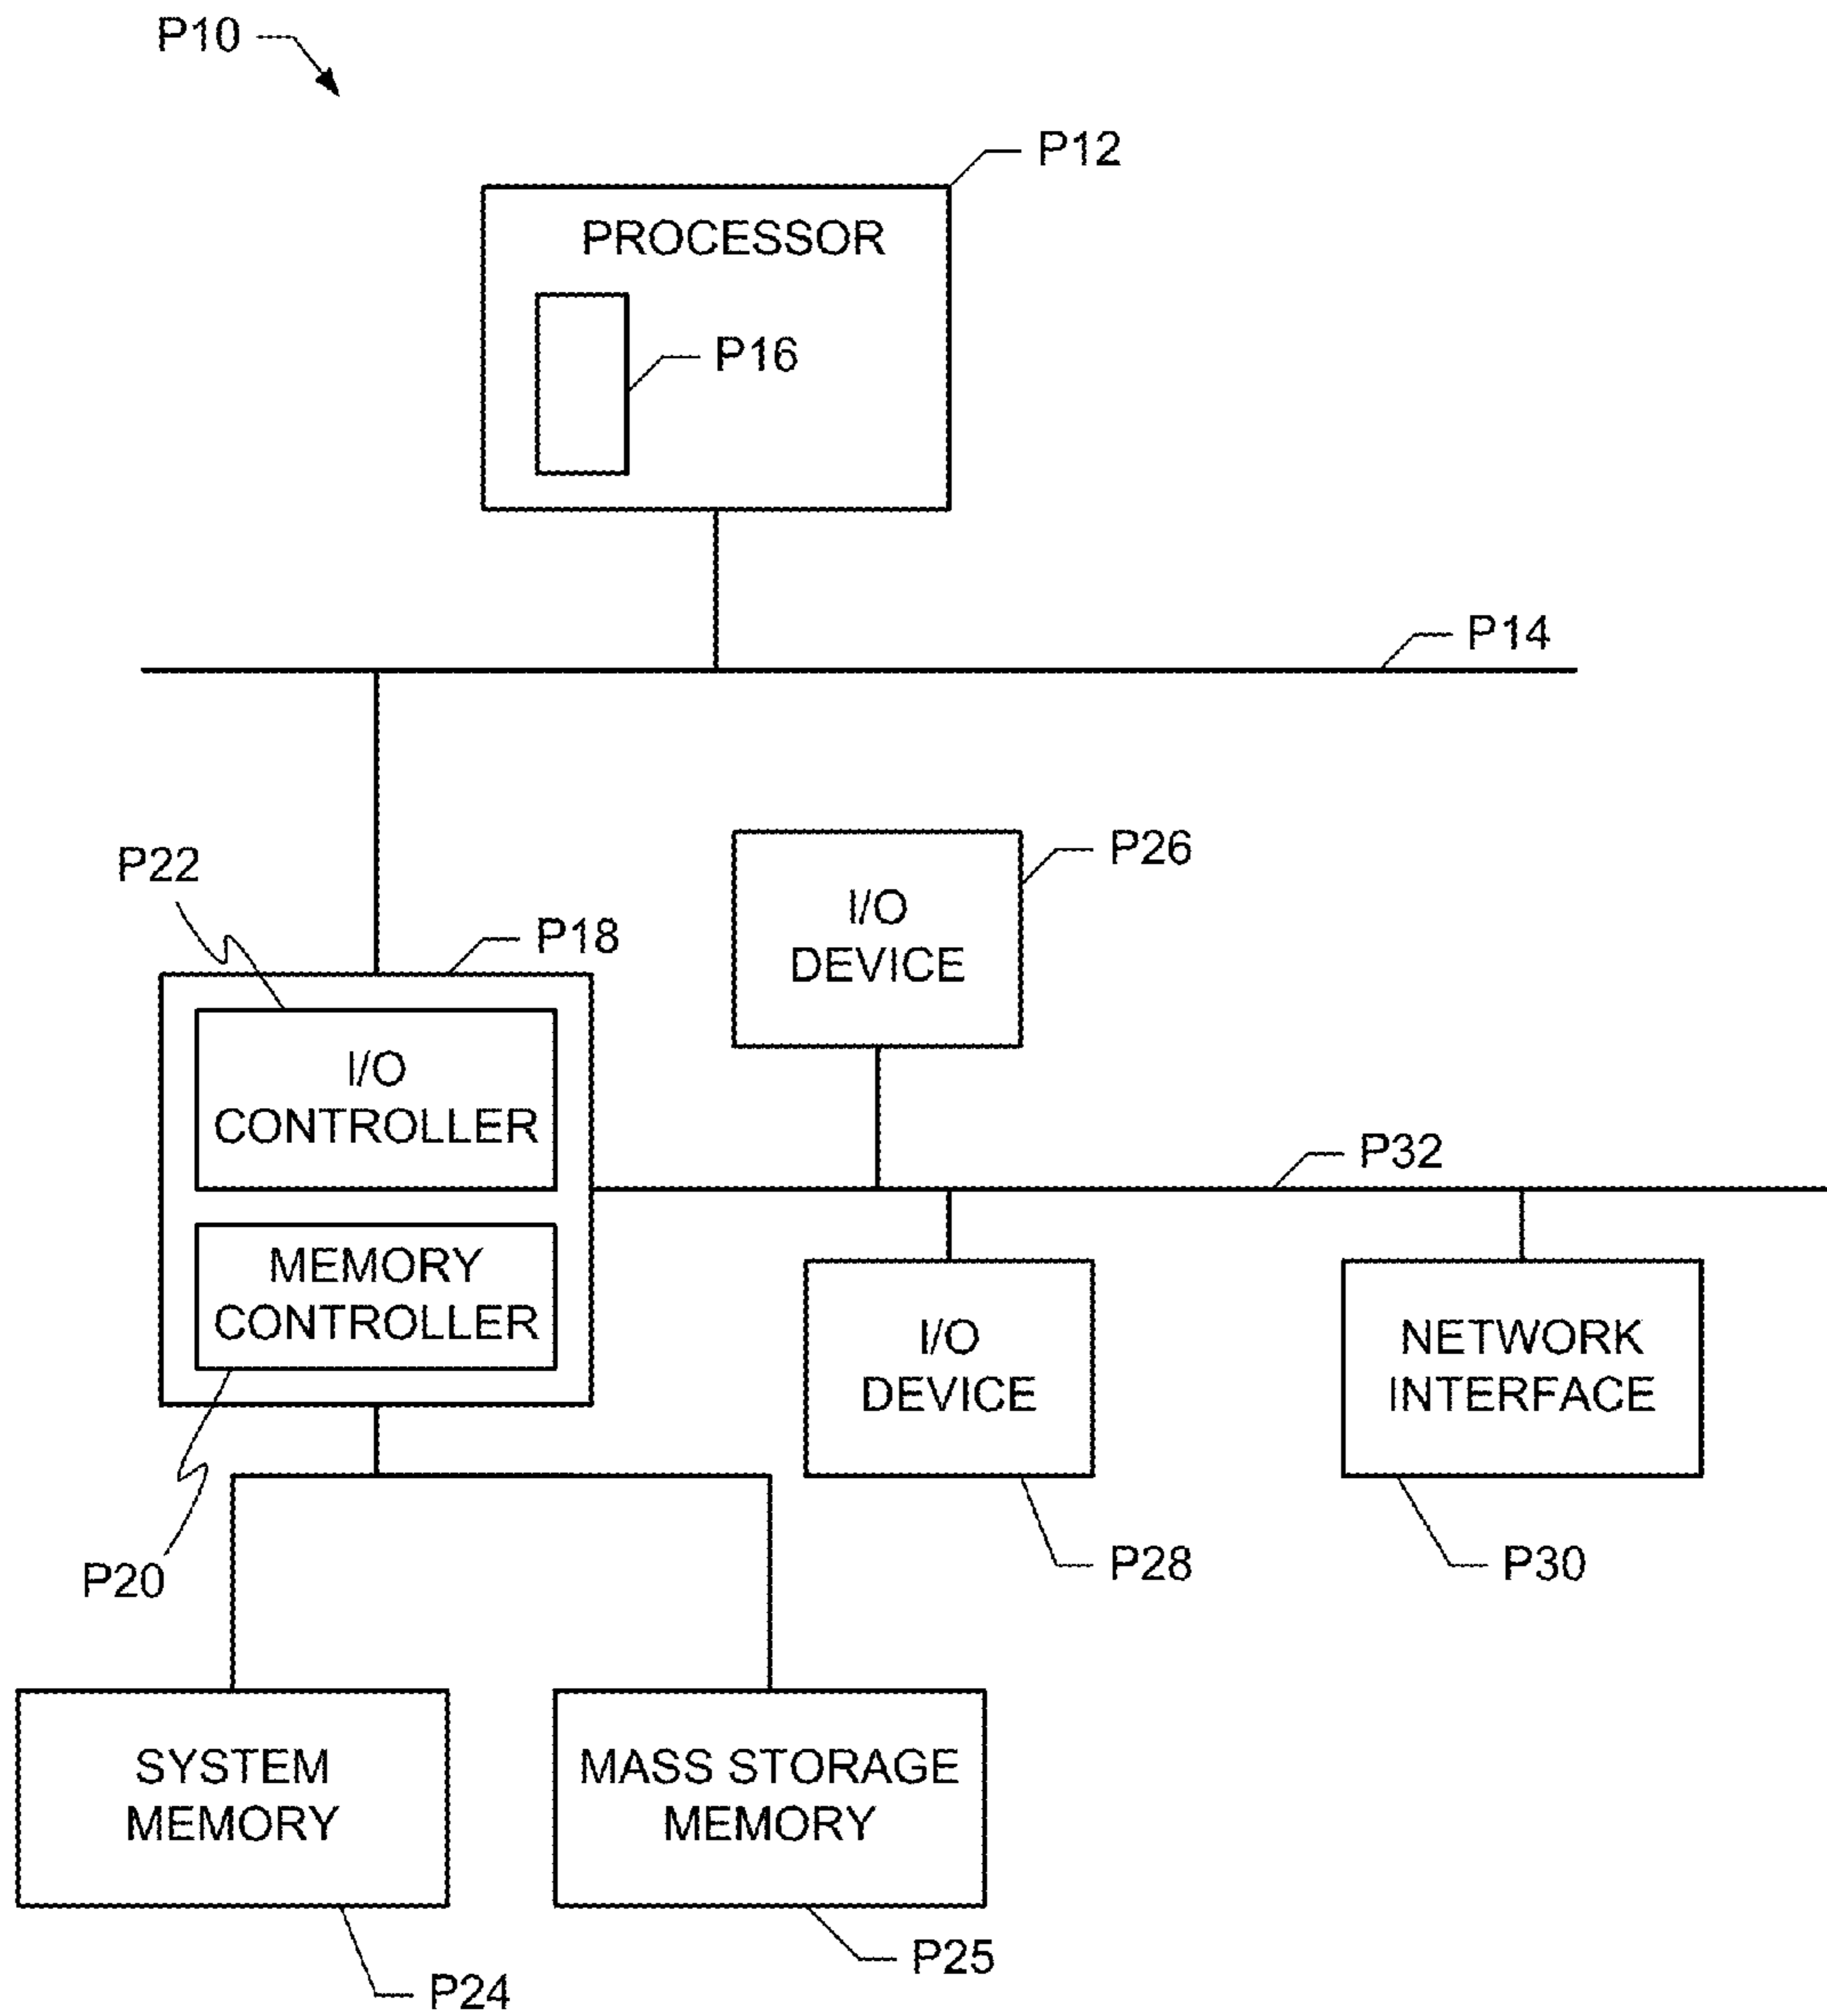 P10
P12
PROCESSOR
P16
P14
P22
P18
P26
I/O
DEVICE
I/O
CONTROLLER
P32
MEMORY
CONTROLLER
I/O
DEVICE
NETWORK
INTERFACE
P20
P28
P30
SYSTEM
MEMORY
MASS STORAGE
MEMORY
P25
P24